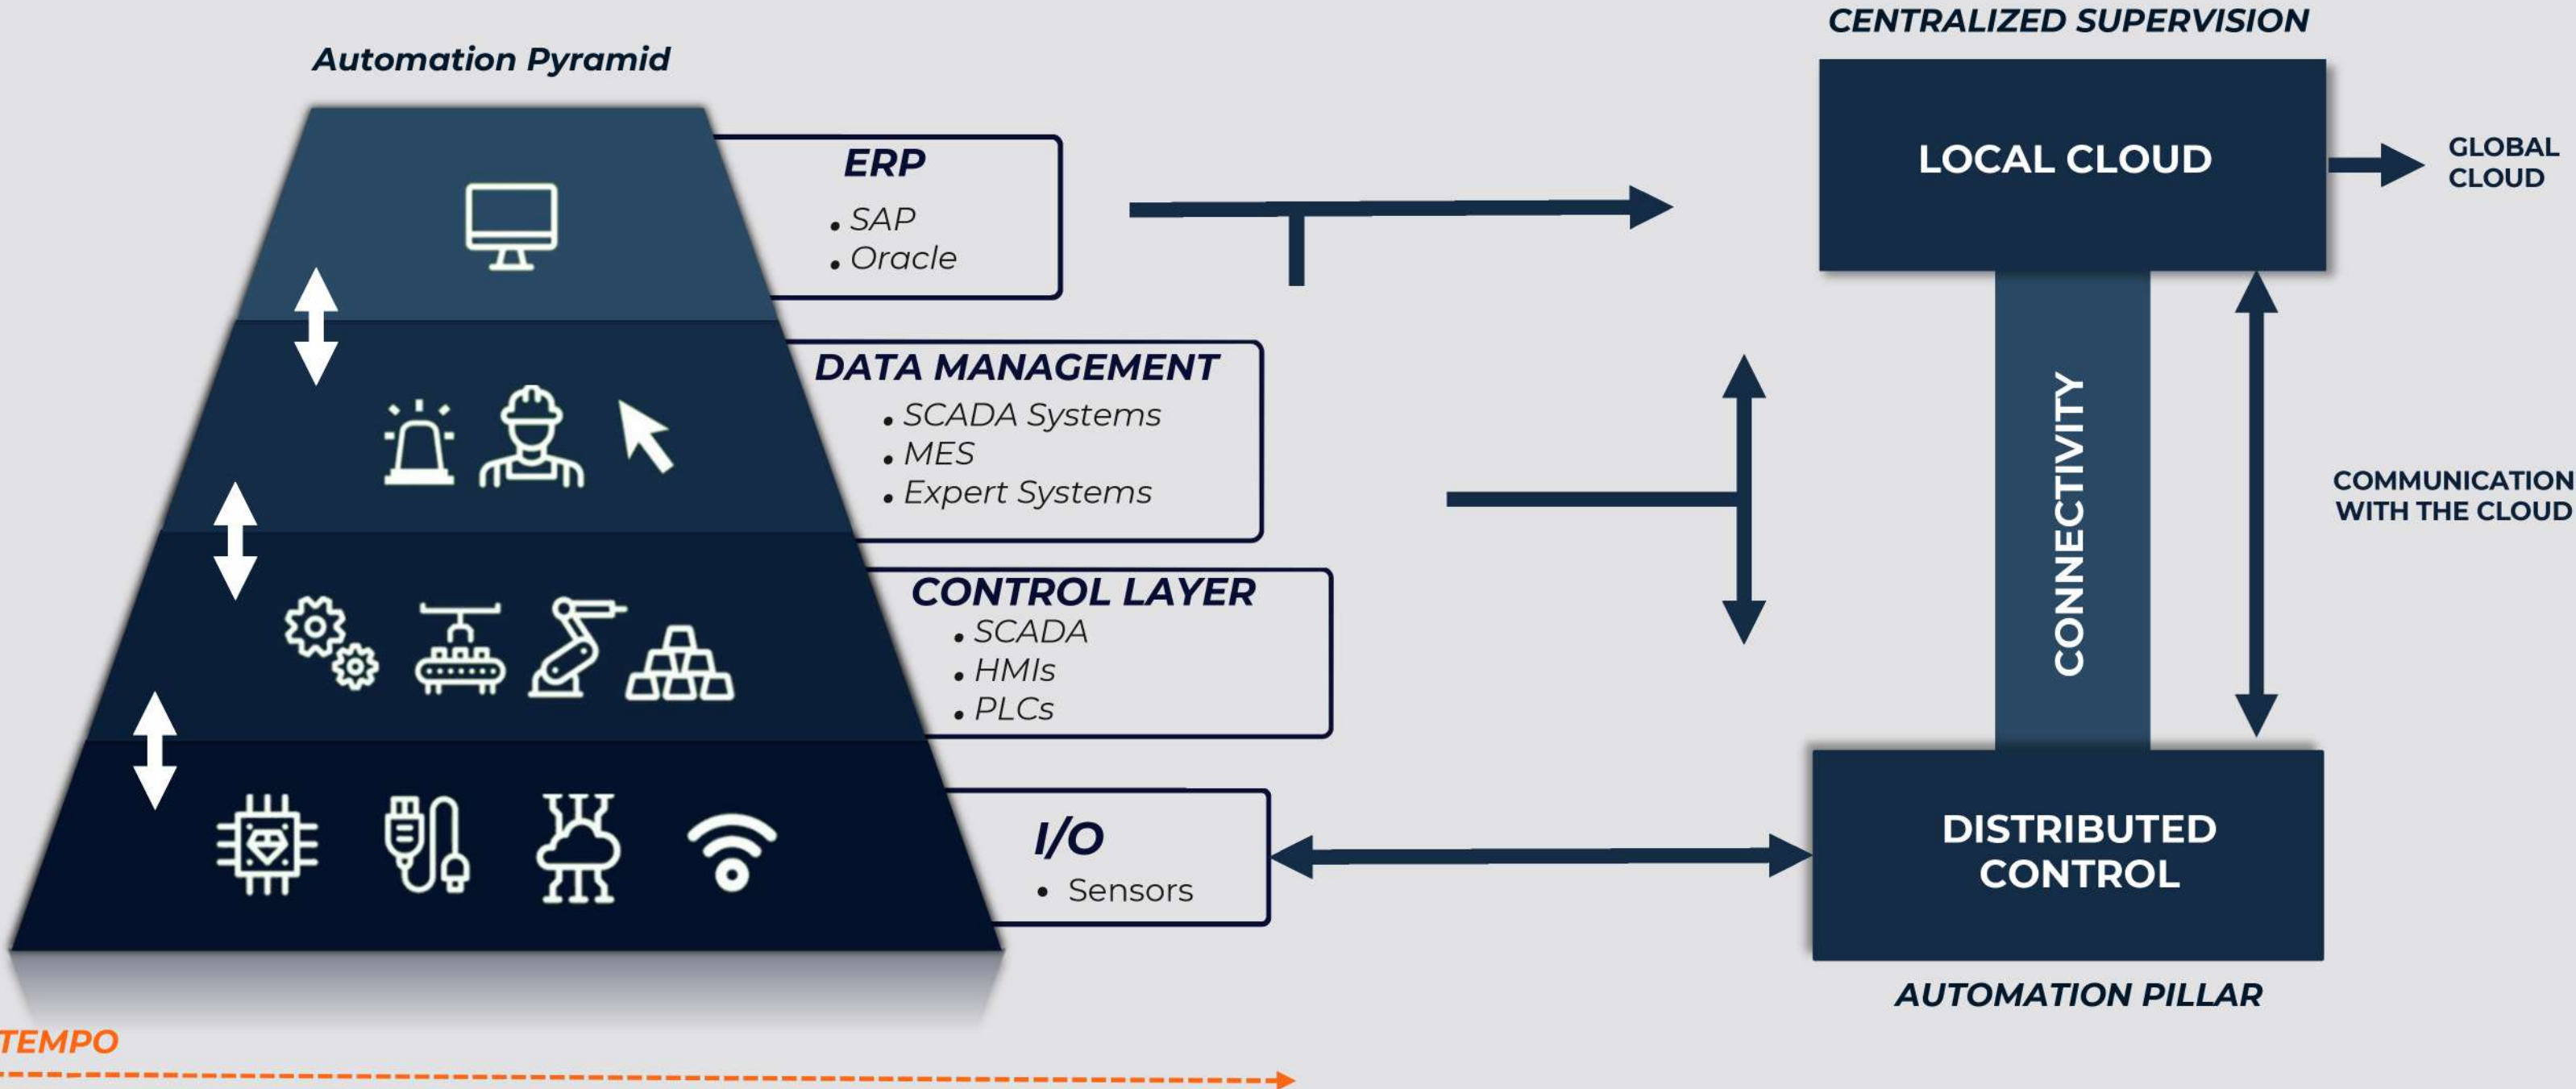 Automation Pyramid
ERP
• SAP
• Oracle
DATA MANAGEMENT
• SCADA Systems
• MES
• Expert Systems
CONTROL LAYER
• SCADA
• HMIs
• PLCs
I/O
• Sensors
TEMPO
CENTRALIZED SUPERVISION
LOCAL CLOUD
GLOBAL
CLOUD
CONNECTIVITY
COMMUNICATION
WITH THE CLOUD
DISTRIBUTED
CONTROL
AUTOMATION PILLAR